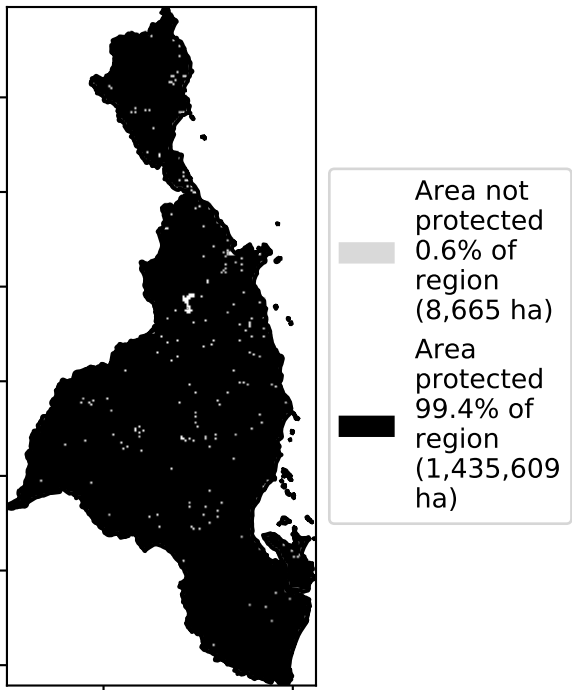 Area not
protected
0.6% of
region
(8,665 ha)
Area
protected
99.4% of
region
(1,435,609
ha)